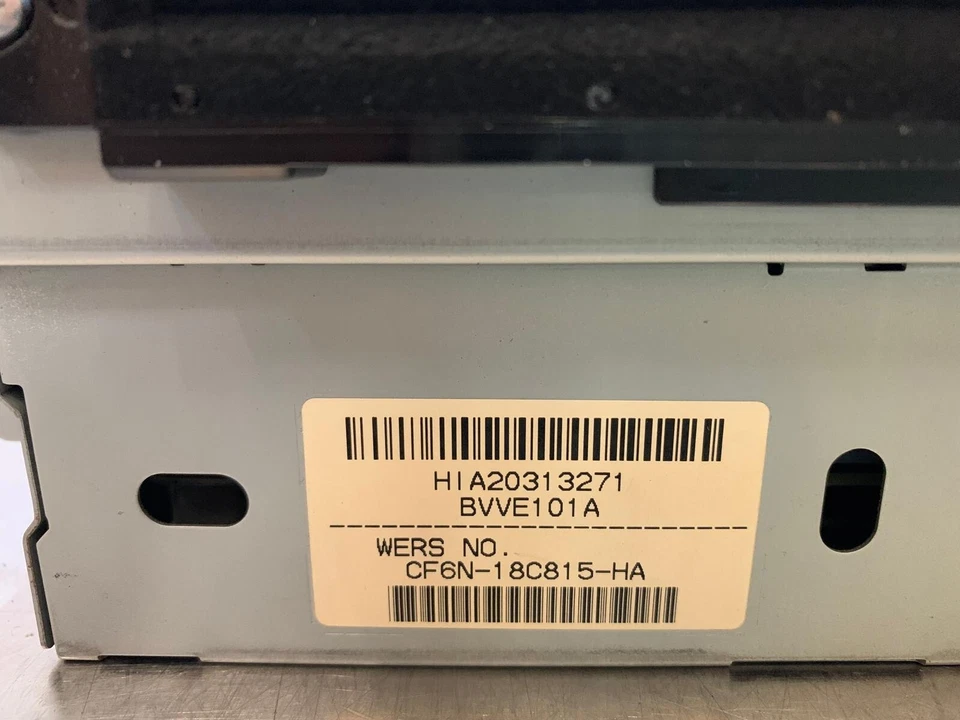 HIA20313271
BVVE101A
WERS NO.
CF6N-18C815-HA